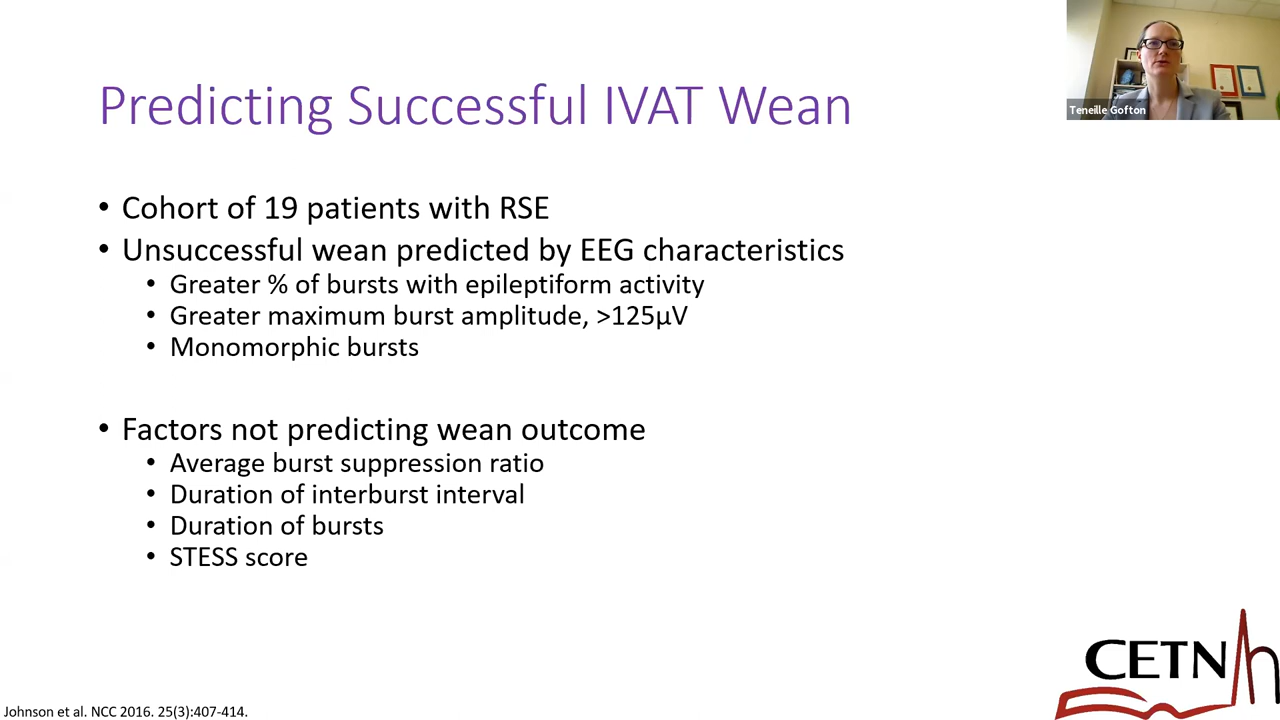 Predicting Successful IVAT Wean
Teneille Gofton
• Cohort of 19 patients with RSE
• Unsuccessful wean predicted by EEG characteristics
• Greater % of bursts with epileptiform activity
• Greater maximum burst amplitude, >125µV
• Monomorphic bursts
• Factors not predicting wean outcome
• Average burst suppression ratio
• Duration of interburst interval
• Duration of bursts
• STESS score
CETN
Johnson et al. NCC 2016. 25(3):407-414.